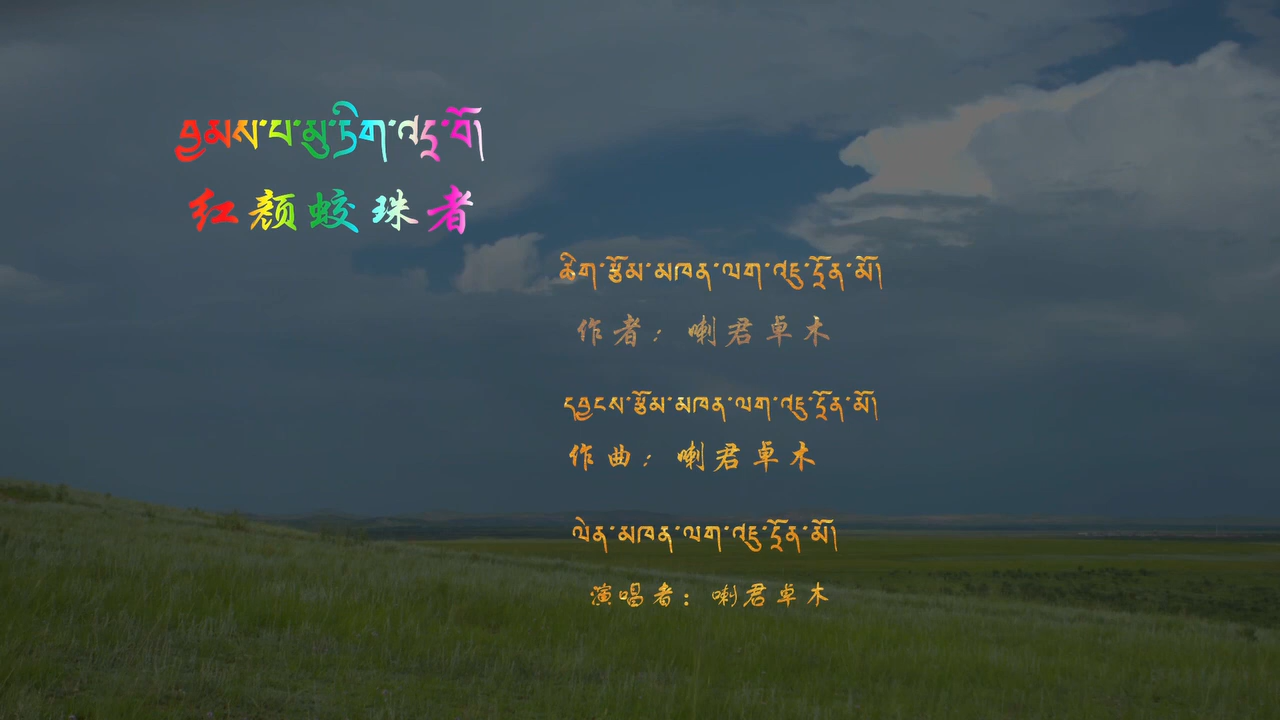 བྱམས་པ་མུ་ཏིག་འདྲ་བོ།
红颜蛟珠者
ཚིག་རྩོམ་མཁན་ལག་འཇུ་དྲོན་མོ།
作者：喇君卓木
དབྱངས་རྩོམ་མཁན་ལག་འཇུ་དྲོན་མོ།
作曲：喇君卓木
ལེན་མཁན་ལག་འཇུ་དྲོན་མོ།
演唱者：喇君卓木